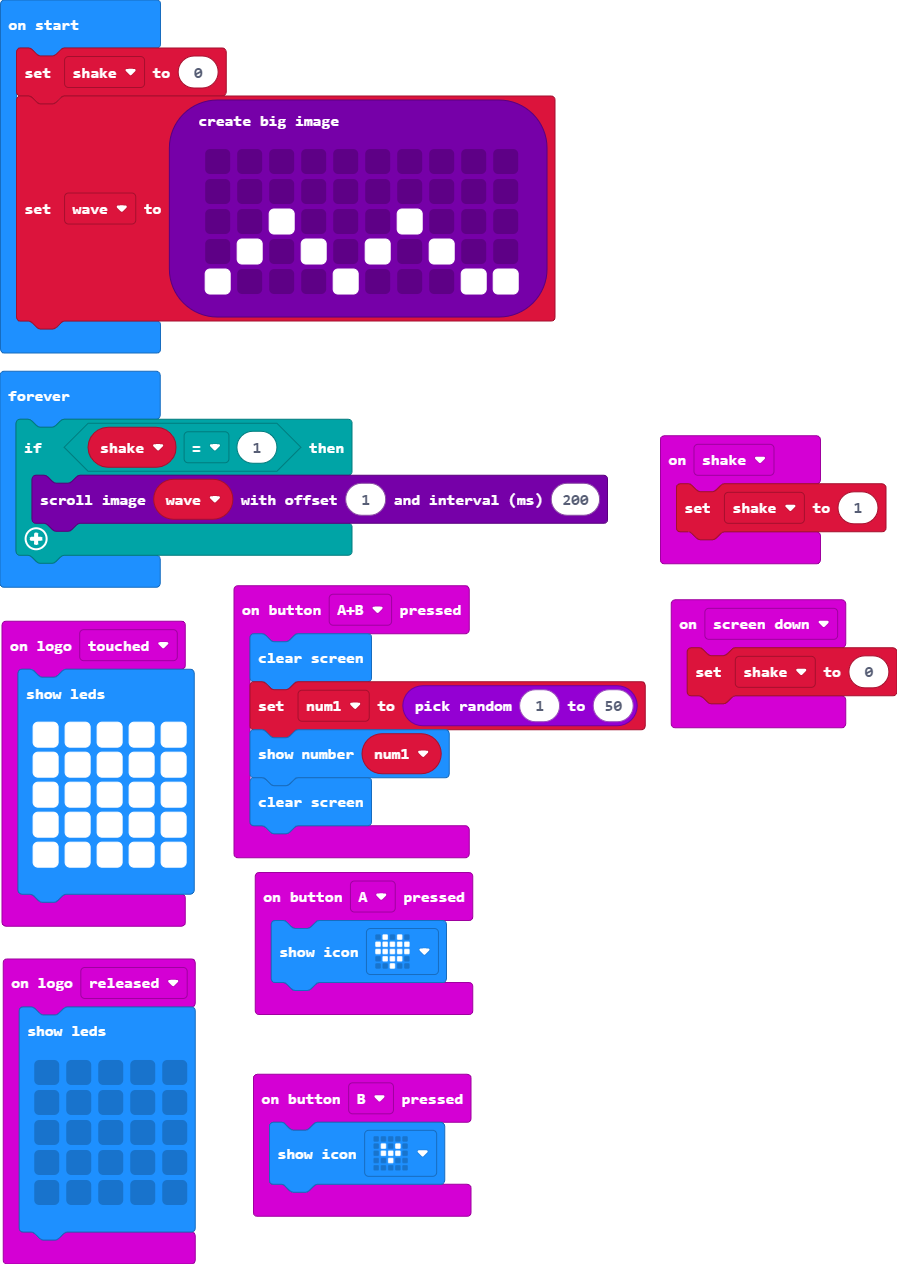 on start
set shake to 0
create big image
set wave to
forever
if shake = 1 then
scroll image wave with offset 1 and interval (ms) 200
on shake
set shake to 1
on screen down
set shake to 0
on button A+B pressed
clear screen
set num1 to pick random 1 to 50
show number num1
clear screen
on logo touched
show leds
on button A pressed
show icon
on logo released
show leds
on button B pressed
show icon